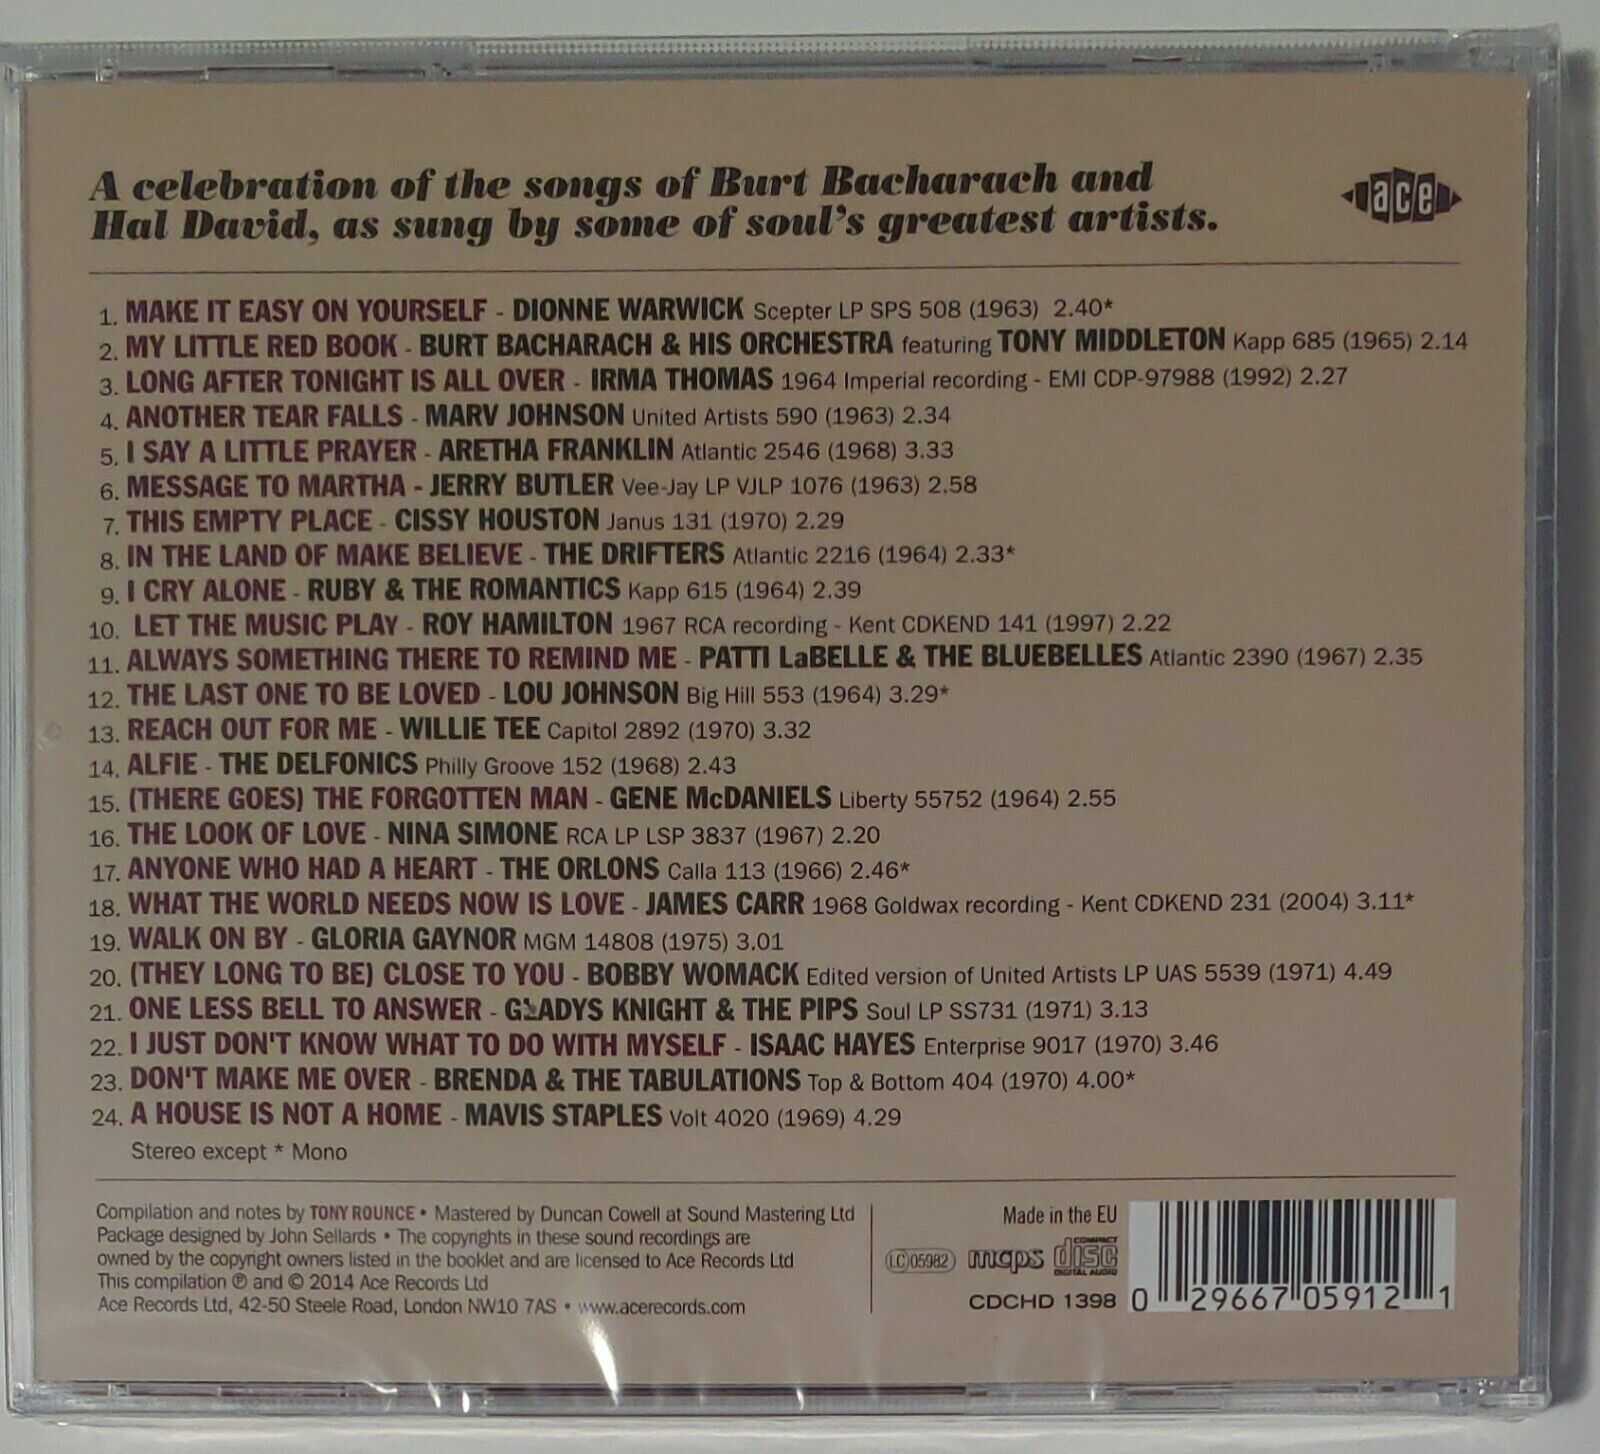 A celebration of the songs of Burt Bacharach and
Hal David, as sung by some of soul's greatest artists.
ace
1. MAKE IT EASY ON YOURSELF - DIONNE WARWICK Scepter LP SPS 508 (1963) 2.40*
2. MY LITTLE RED BOOK - BURT BACHARACH & HIS ORCHESTRA featuring TONY MIDDLETON Kapp 685 (1965) 2.14
3. LONG AFTER TONIGHT IS ALL OVER - IRMA THOMAS 1964 Imperial recording - EMI CDP-97988 (1992) 2.27
4. ANOTHER TEAR FALLS - MARV JOHNSON United Artists 590 (1963) 2.34
5. I SAY A LITTLE PRAYER - ARETHA FRANKLIN Atlantic 2546 (1968) 3.33
6. MESSAGE TO MARTHA - JERRY BUTLER Vee-Jay LP VJLP 1076 (1963) 2.58
7. THIS EMPTY PLACE - CISSY HOUSTON Janus 131 (1970) 2.29
8. IN THE LAND OF MAKE BELIEVE - THE DRIFTERS Atlantic 2216 (1964) 2.33*
9. I CRY ALONE - RUBY & THE ROMANTICS Kapp 615 (1964) 2.39
10. LET THE MUSIC PLAY - ROY HAMILTON 1967 RCA recording - Kent CDKEND 141 (1997) 2.22
11. ALWAYS SOMETHING THERE TO REMIND ME - PATTI LaBELLE & THE BLUEBELLES Atlantic 2390 (1967) 2.35
12. THE LAST ONE TO BE LOVED - LOU JOHNSON Big Hill 553 (1964) 3.29*
13. REACH OUT FOR ME - WILLIE TEE Capitol 2892 (1970) 3.32
14. ALFIE - THE DELFONICS Philly Groove 152 (1968) 2.43
15. (THERE GOES) THE FORGOTTEN MAN - GENE McDANIELS Liberty 55752 (1964) 2.55
16. THE LOOK OF LOVE - NINA SIMONE RCA LP LSP 3837 (1967) 2.20
17. ANYONE WHO HAD A HEART - THE ORLONS Calla 113 (1966) 2.46*
18. WHAT THE WORLD NEEDS NOW IS LOVE - JAMES CARR 1968 Goldwax recording - Kent CDKEND 231 (2004) 3.11*
19. WALK ON BY - GLORIA GAYNOR MGM 14808 (1975) 3.01
20. (THEY LONG TO BE) CLOSE TO YOU - BOBBY WOMACK Edited version of United Artists LP UAS 5539 (1971) 4.49
21. ONE LESS BELL TO ANSWER - GLADYS KNIGHT & THE PIPS Soul LP SS731 (1971) 3.13
22. I JUST DON'T KNOW WHAT TO DO WITH MYSELF - ISAAC HAYES Enterprise 9017 (1970) 3.46
23. DON'T MAKE ME OVER - BRENDA & THE TABULATIONS Top & Bottom 404 (1970) 4.00*
24. A HOUSE IS NOT A HOME - MAVIS STAPLES Volt 4020 (1969) 4.29
Stereo except * Mono
Compilation and notes by TONY ROUNCE • Mastered by Duncan Cowell at Sound Mastering Ltd
Package designed by John Sellards • The copyrights in these sound recordings are
owned by the copyright owners listed in the booklet and are licensed to Ace Records Ltd
This compilation ℗ and © 2014 Ace Records Ltd
Ace Records Ltd, 42-50 Steele Road, London NW10 7AS • www.acerecords.com
Made in the EU
LC 05982 mcps COMPACT disc DIGITAL AUDIO
CDCHD 1398
0 29667 05912 1